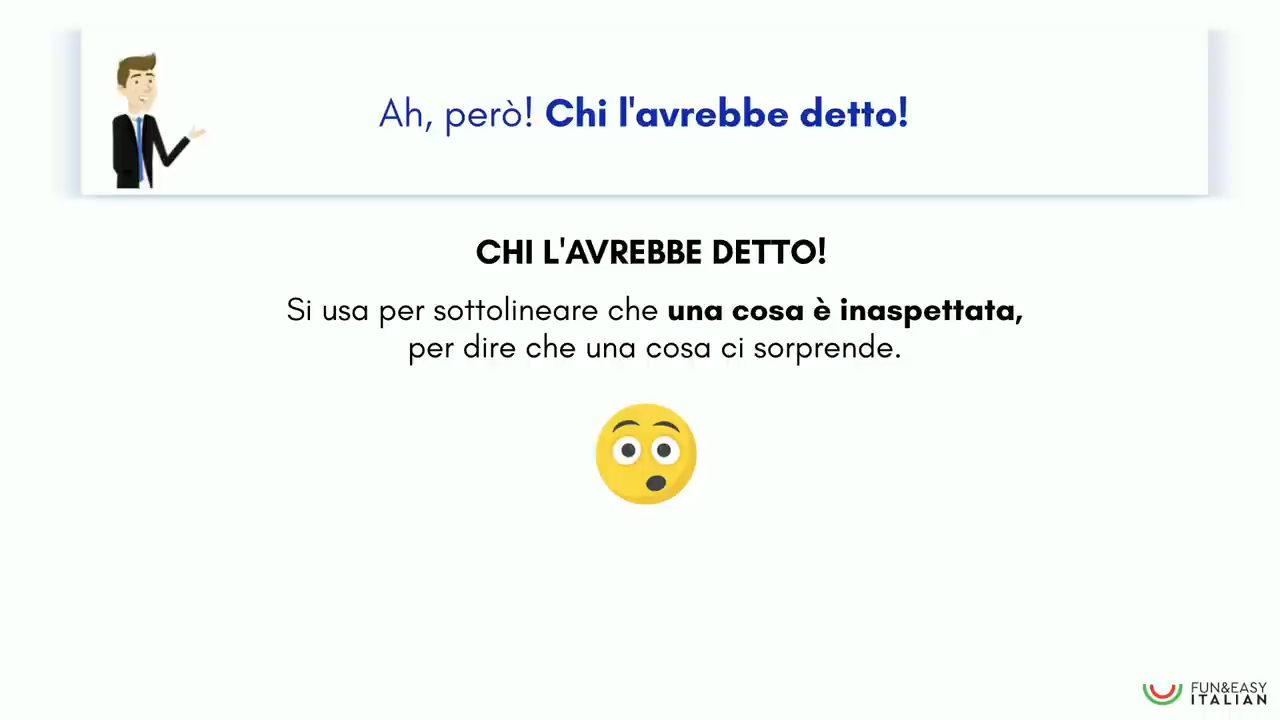 Ah, però! Chi l'avrebbe detto!
CHI L'AVREBBE DETTO!
Si usa per sottolineare che una cosa è inaspettata,
per dire che una cosa ci sorprende.
FUN&EASY
ITALIAN